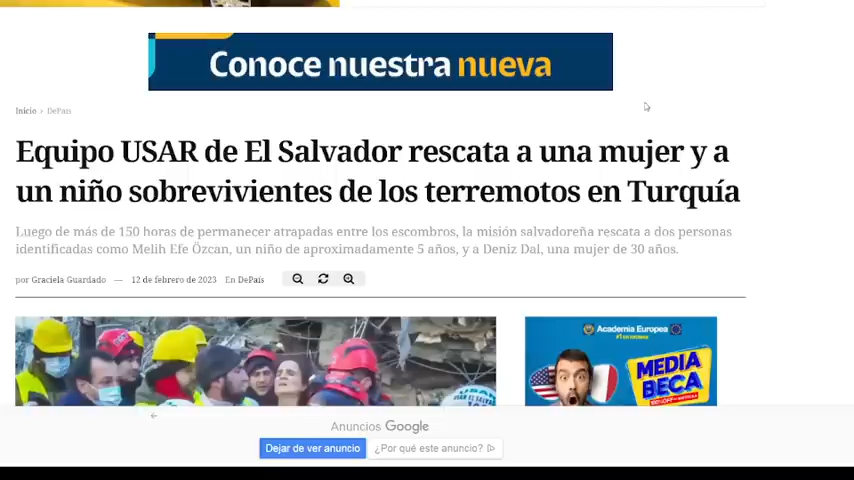 Conoce nuestra nueva
Inicio > DePaís
Equipo USAR de El Salvador rescata a una mujer y a
un niño sobrevivientes de los terremotos en Turquía
Luego de más de 150 horas de permanecer atrapadas entre los escombros, la misión salvadoreña rescata a dos personas
identificadas como Melih Efe Özcan, un niño de aproximadamente 5 años, y a Deniz Dal, una mujer de 30 años.
por Graciela Guardado — 12 de febrero de 2023 En DePaís
Academia Europea
MEDIA
BECA
USAR
Anuncios Google
Dejar de ver anuncio
¿Por qué este anuncio?